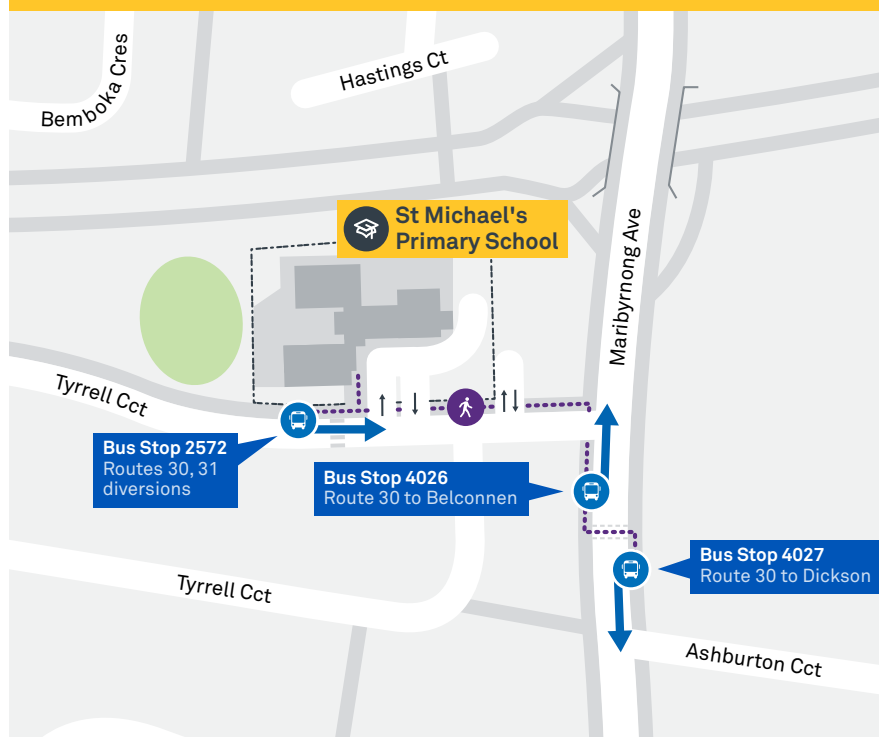 Bemboka Cres
Hastings Ct
St Michael's
Primary School
Maribyrnong Ave
Tyrrell Cct
Bus Stop 2572
Routes 30, 31
diversions
Bus Stop 4026
Route 30 to Belconnen
Bus Stop 4027
Route 30 to Dickson
Tyrrell Cct
Ashburton Cct